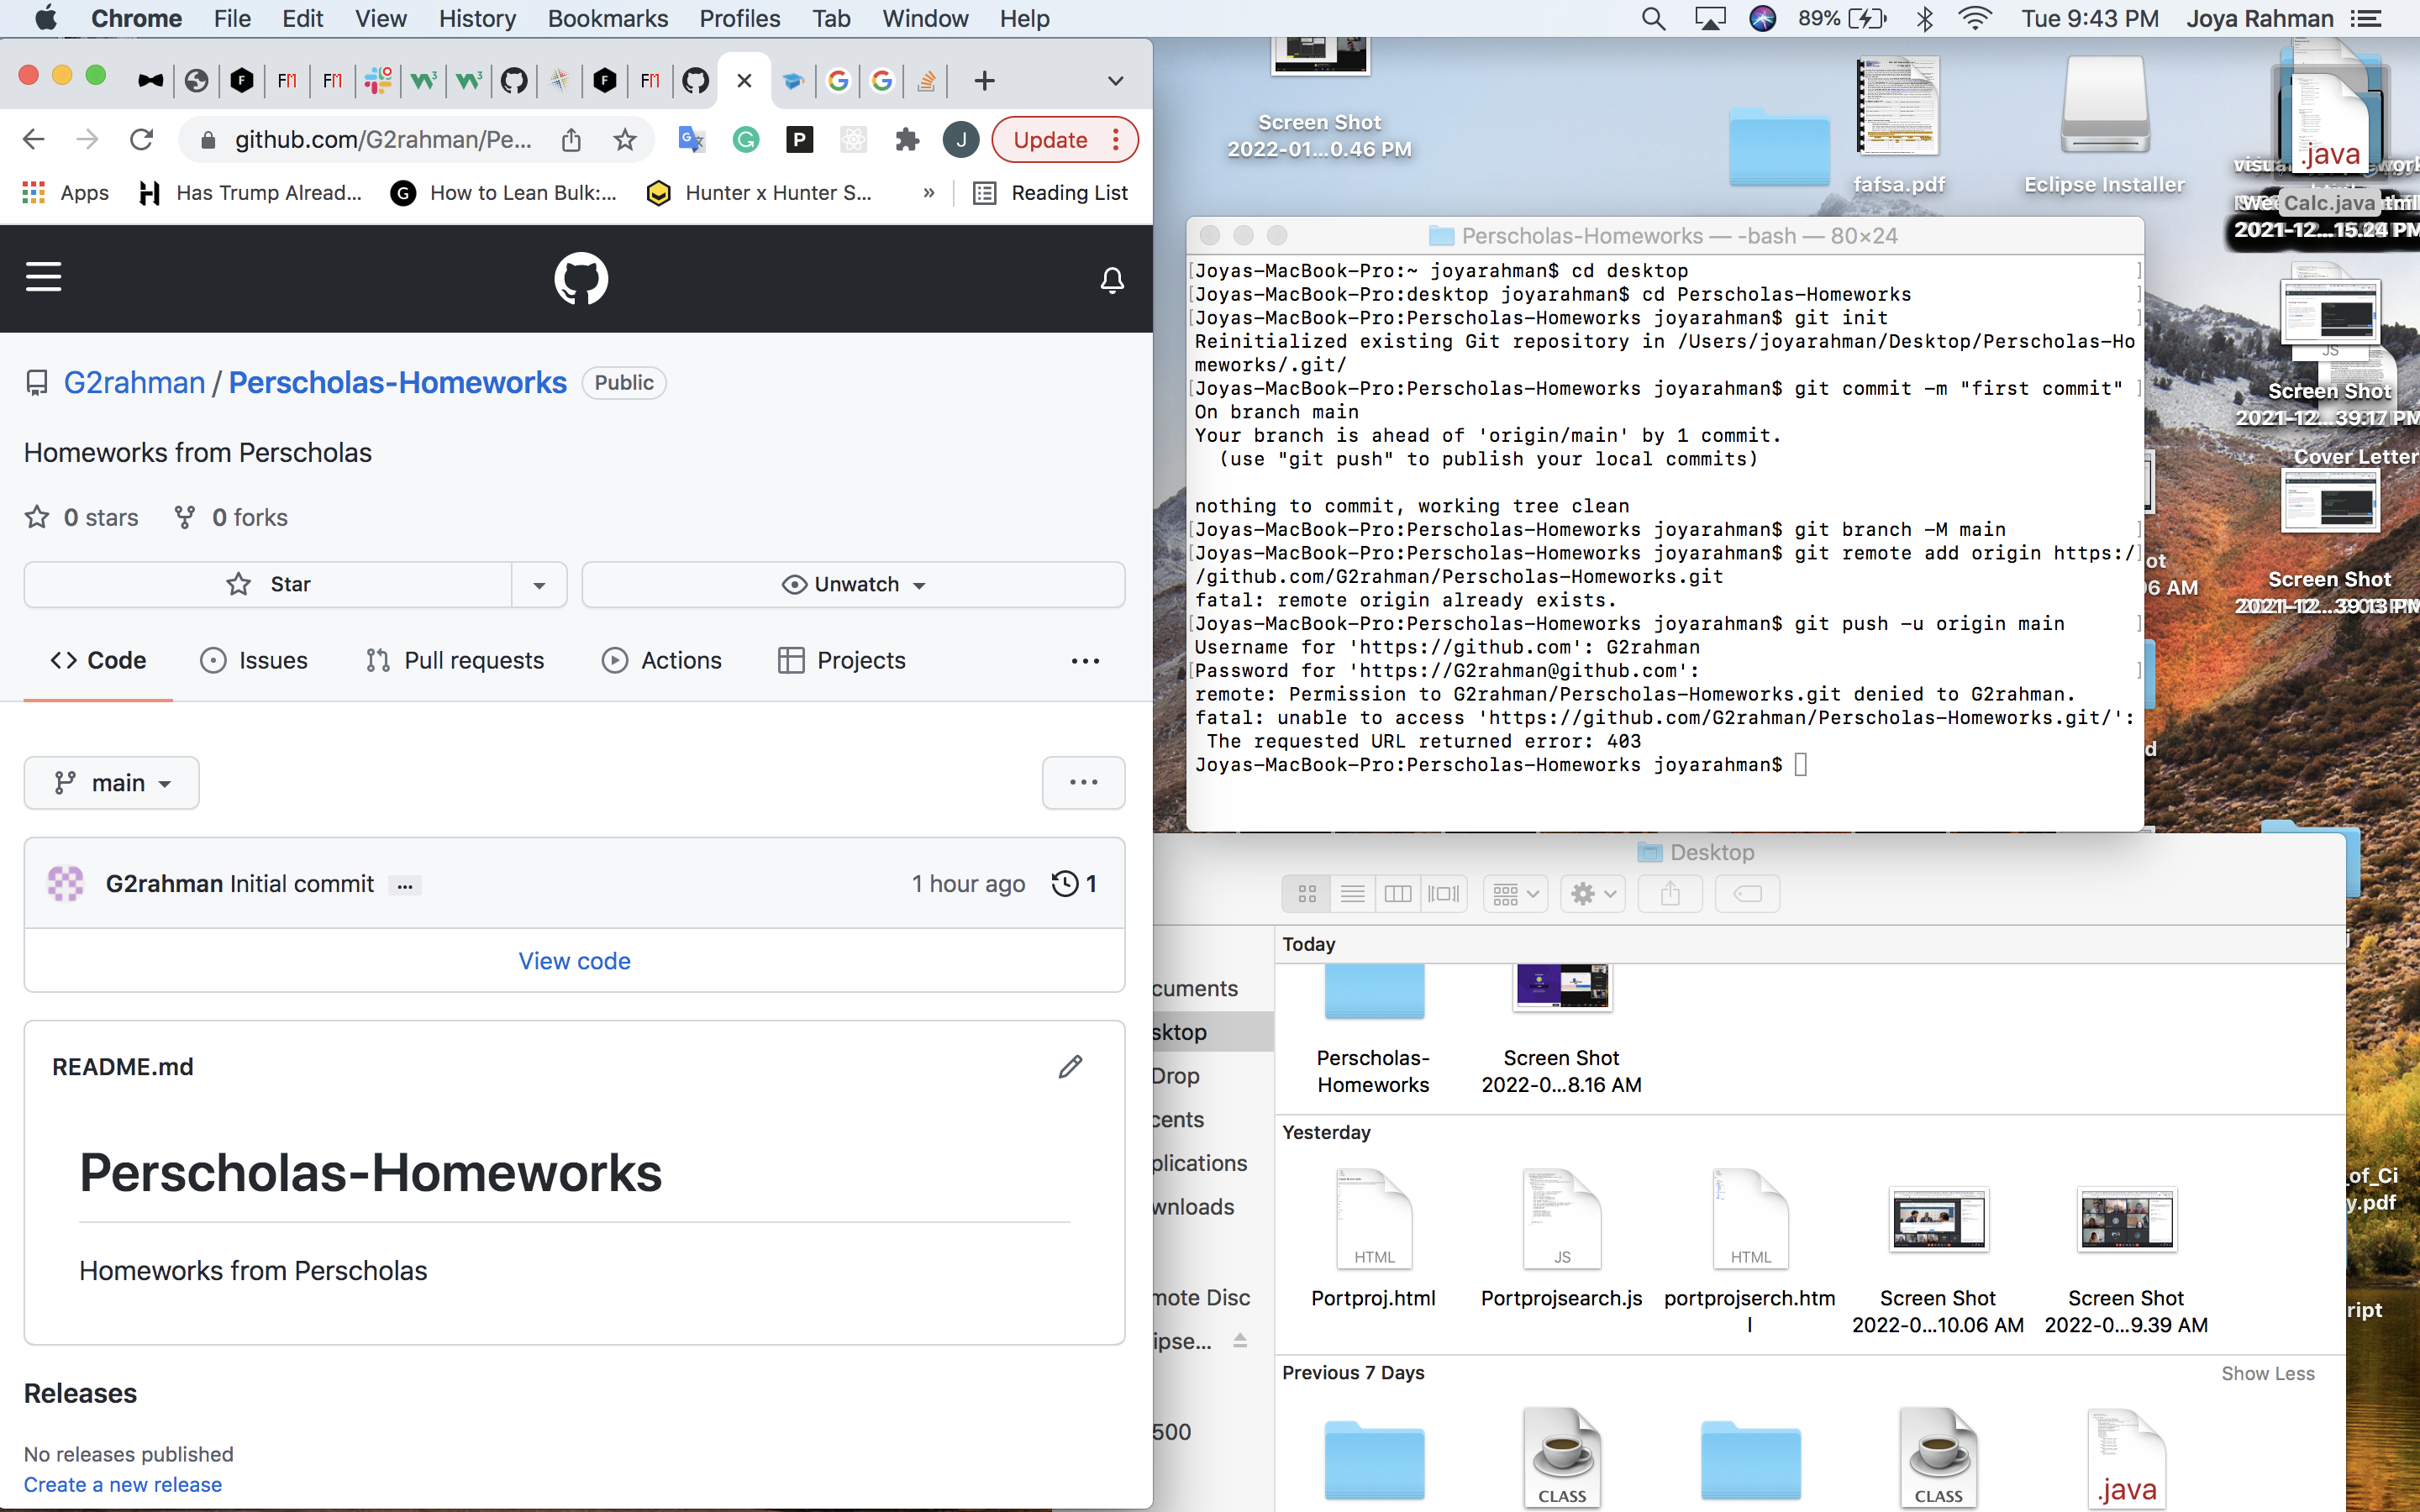 Chrome File Edit View History Bookmarks Profiles Tab Window Help
89% Tue 9:43 PM Joya Rahman
github.com/G2rahman/Pe...
P
J
Update
Apps
Has Trump Alread...
How to Lean Bulk:...
Hunter x Hunter S...
»
Reading List
G2rahman / Perscholas-Homeworks Public
Homeworks from Perscholas
0 stars 0 forks
Star
Unwatch
Code Issues Pull requests Actions Projects ...
main
...
G2rahman Initial commit ...
1 hour ago 1
View code
README.md
Perscholas-Homeworks
Homeworks from Perscholas
Releases
No releases published
Create a new release
Screen Shot
2022-01...0.46 PM
fafsa.pdf
Eclipse Installer
.java
Calc.java
2021-12...15.24 PM
JS
Screen Shot
2021-12...39.17 PM
Cover Letter
Screen Shot
Perscholas-Homeworks — -bash — 80×24
Joyas-MacBook-Pro:~ joyarahman$ cd desktop
Joyas-MacBook-Pro:desktop joyarahman$ cd Perscholas-Homeworks
Joyas-MacBook-Pro:Perscholas-Homeworks joyarahman$ git init
Reinitialized existing Git repository in /Users/joyarahman/Desktop/Perscholas-Ho
meworks/.git/
Joyas-MacBook-Pro:Perscholas-Homeworks joyarahman$ git commit -m "first commit"
On branch main
Your branch is ahead of 'origin/main' by 1 commit.
(use "git push" to publish your local commits)
nothing to commit, working tree clean
Joyas-MacBook-Pro:Perscholas-Homeworks joyarahman$ git branch -M main
Joyas-MacBook-Pro:Perscholas-Homeworks joyarahman$ git remote add origin https:/
/github.com/G2rahman/Perscholas-Homeworks.git
fatal: remote origin already exists.
Joyas-MacBook-Pro:Perscholas-Homeworks joyarahman$ git push -u origin main
Username for 'https://github.com': G2rahman
Password for 'https://G2rahman@github.com':
remote: Permission to G2rahman/Perscholas-Homeworks.git denied to G2rahman.
fatal: unable to access 'https://github.com/G2rahman/Perscholas-Homeworks.git/':
The requested URL returned error: 403
Joyas-MacBook-Pro:Perscholas-Homeworks joyarahman$
Desktop
cuments
sktop
Drop
cents
plications
wnloads
mote Disc
ipse...
500
Today
Perscholas-
Homeworks
Screen Shot
2022-0...8.16 AM
Yesterday
HTML
Portproj.html
JS
Portprojsearch.js
HTML
portprojserch.htm
l
Screen Shot
2022-0...10.06 AM
Screen Shot
2022-0...9.39 AM
Previous 7 Days
Show Less
CLASS
CLASS
.java
_of_Ci
y.pdf
ript